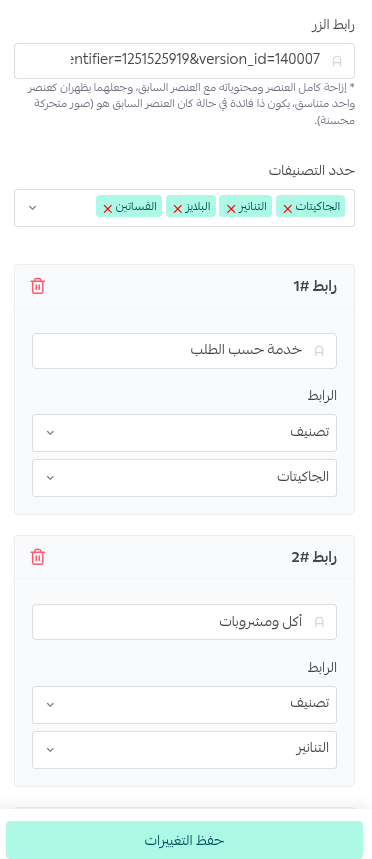 رابط الزر
entifier=1251525919&version_id=140007
* إزاحة كامل العنصر ومحتوياته مع العنصر السابق، وجعلهما يظهران كعنصر
واحد متناسق، يكون ذا فائدة في حالة كان العنصر السابق هو (صور متحركة
محسنة).
حدد التصنيفات
الجاكيتات × التنانير × البلايز × الفساتين ×
رابط #1
خدمة حسب الطلب
الرابط
تصنيف
الجاكيتات
رابط #2
أكل ومشروبات
الرابط
تصنيف
التنانير
حفظ التغييرات